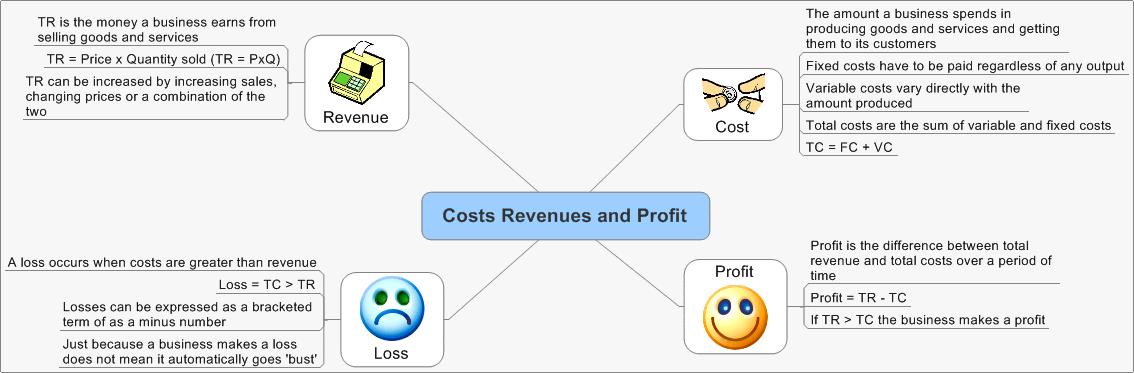 TR is the money a business earns from
selling goods and services
TR = Price x Quantity sold (TR = PxQ)
TR can be increased by increasing sales,
changing prices or a combination of the
two
Revenue
The amount a business spends in
producing goods and services and getting
them to its customers
Fixed costs have to be paid regardless of any output
Variable costs vary directly with the
amount produced
Total costs are the sum of variable and fixed costs
TC = FC + VC
Cost
Costs Revenues and Profit
A loss occurs when costs are greater than revenue
Loss = TC > TR
Losses can be expressed as a bracketed
term of as a minus number
Just because a business makes a loss
does not mean it automatically goes 'bust'
Loss
Profit
Profit is the difference between total
revenue and total costs over a period of
time
Profit = TR - TC
If TR > TC the business makes a profit